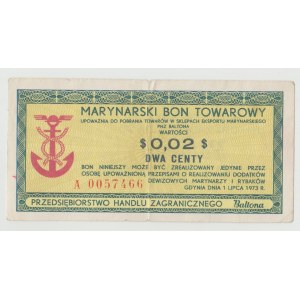 MARYNARSKI BON TOWAROWY
UPOWAŻNIA DO POBRANIA TOWARÓW W SKLEPACH EKSPORTU MARYNARSKIEGO
PHZ BALTONA
WARTOŚCI
$ 0,02 $
DWA CENTY
BON NINIEJSZY MOŻE BYĆ ZREALIZOWANY JEDYNIE PRZEZ
OSOBĘ UPOWAŻNIONĄ PRZEPISAMI O REALIZOWANIU DODATKÓW
DEWIZOWYCH MARYNARZY I RYBAKÓW
A 0057466
GDYNIA DNIA 1 LIPCA 1973 R.
PRZEDSIĘBIORSTWO HANDLU ZAGRANICZNEGO Baltona